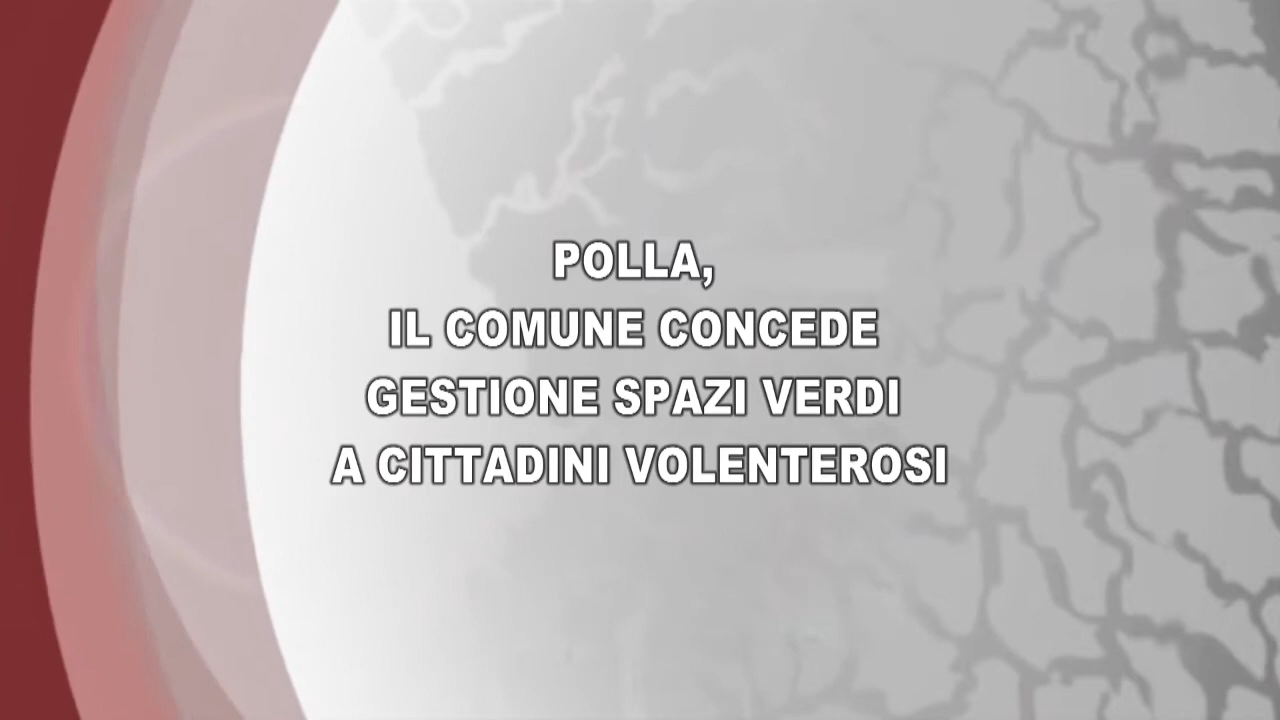 POLLA,
IL COMUNE CONCEDE
GESTIONE SPAZI VERDI
A CITTADINI VOLENTEROSI